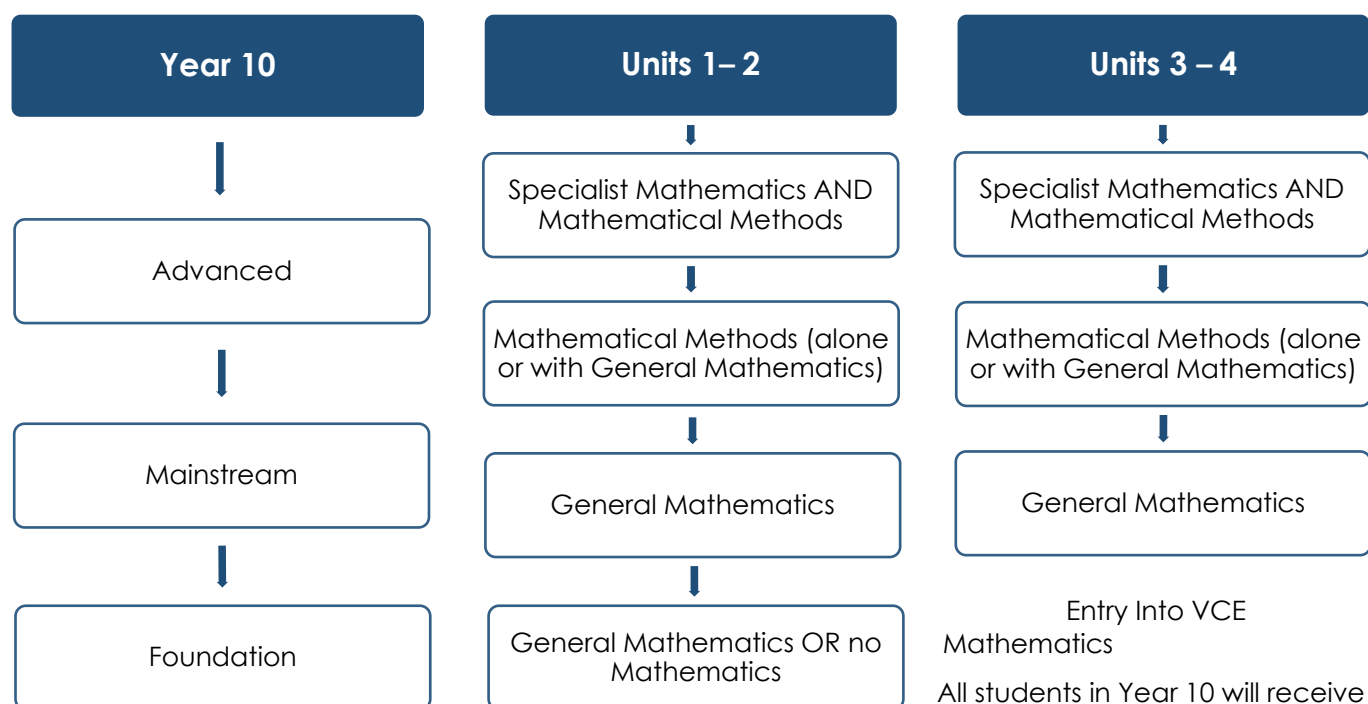 Year 10
Advanced
Mainstream
Foundation
Units 1– 2
Specialist Mathematics AND
Mathematical Methods
Mathematical Methods (alone
or with General Mathematics)
General Mathematics
General Mathematics OR no
Mathematics
Units 3 – 4
Specialist Mathematics AND
Mathematical Methods
Mathematical Methods (alone
or with General Mathematics)
General Mathematics
Entry Into VCE
Mathematics
All students in Year 10 will receive